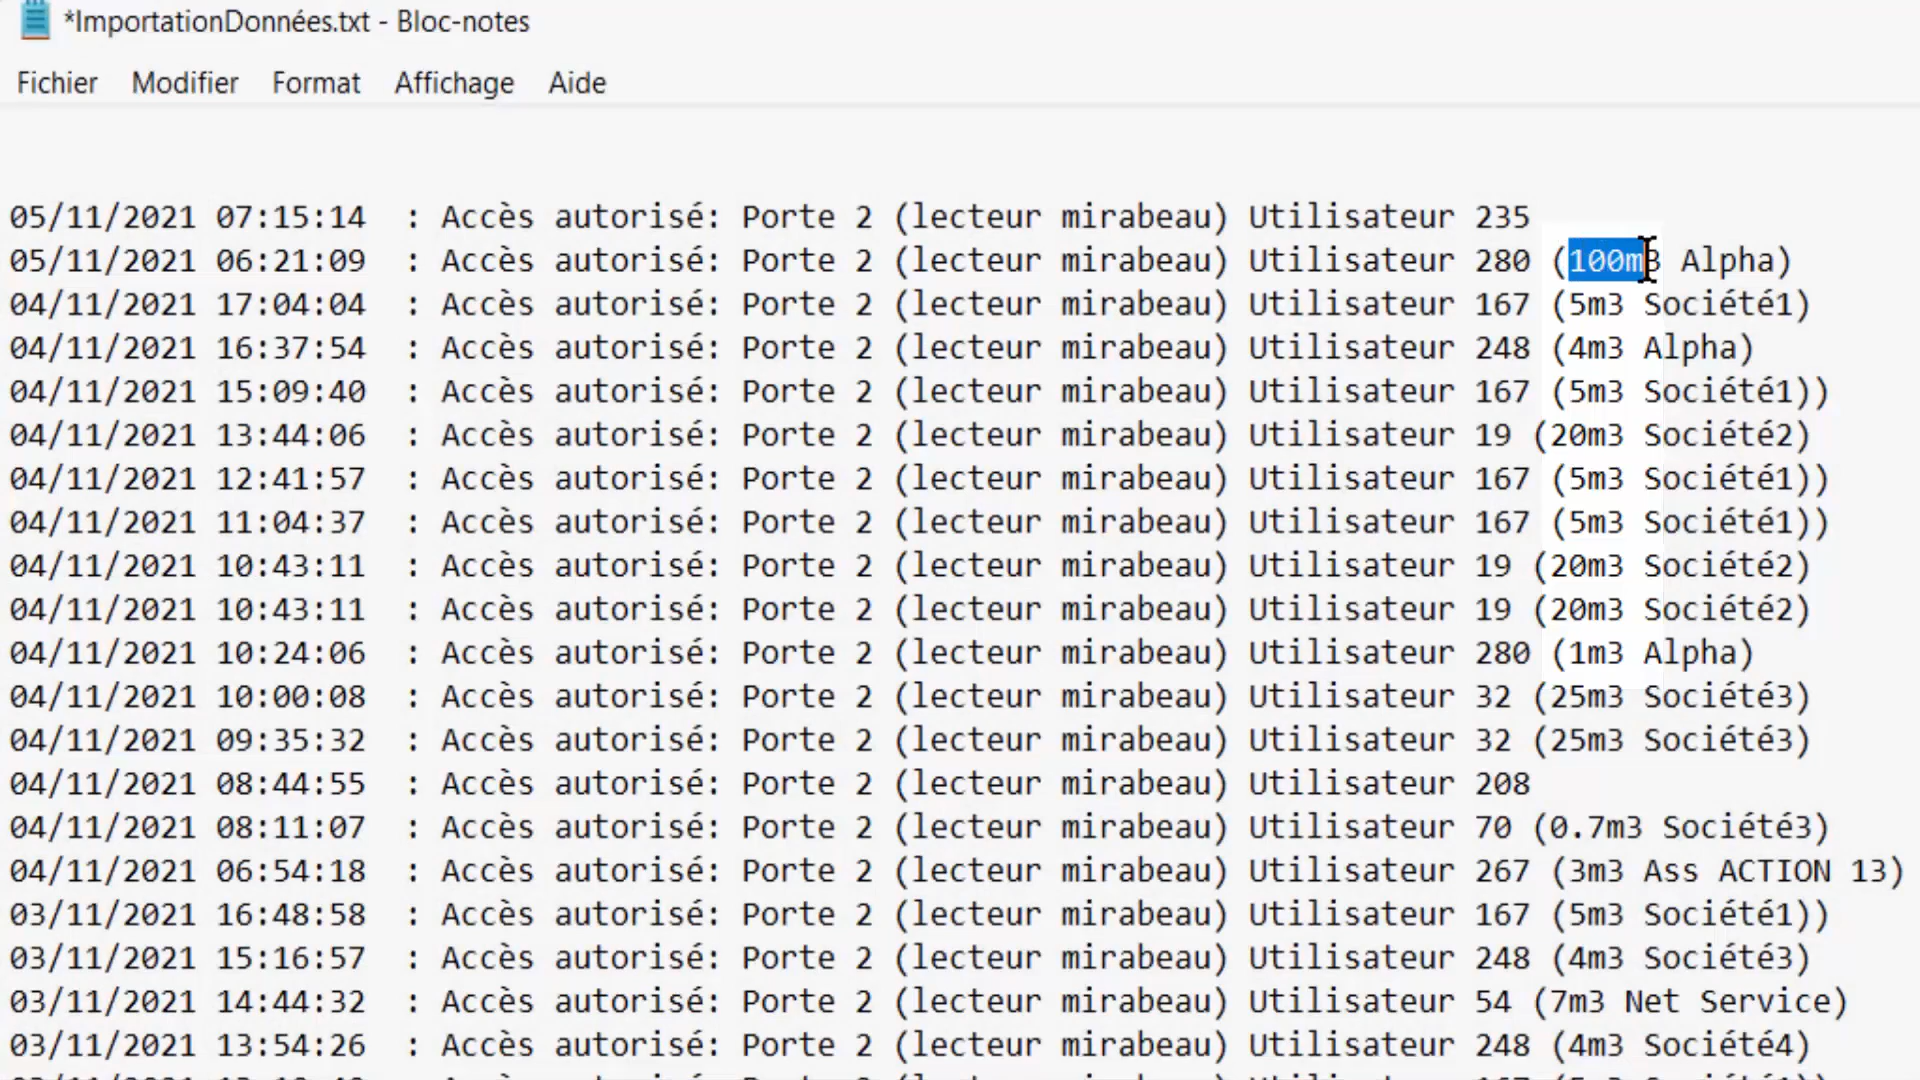 *ImportationDonnées.txt - Bloc-notes
Fichier Modifier Format Affichage Aide
05/11/2021 07:15:14 : Accès autorisé: Porte 2 (lecteur mirabeau) Utilisateur 235
05/11/2021 06:21:09 : Accès autorisé: Porte 2 (lecteur mirabeau) Utilisateur 280 (100m3 Alpha)
04/11/2021 17:04:04 : Accès autorisé: Porte 2 (lecteur mirabeau) Utilisateur 167 (5m3 Société1)
04/11/2021 16:37:54 : Accès autorisé: Porte 2 (lecteur mirabeau) Utilisateur 248 (4m3 Alpha)
04/11/2021 15:09:40 : Accès autorisé: Porte 2 (lecteur mirabeau) Utilisateur 167 (5m3 Société1))
04/11/2021 13:44:06 : Accès autorisé: Porte 2 (lecteur mirabeau) Utilisateur 19 (20m3 Société2)
04/11/2021 12:41:57 : Accès autorisé: Porte 2 (lecteur mirabeau) Utilisateur 167 (5m3 Société1))
04/11/2021 11:04:37 : Accès autorisé: Porte 2 (lecteur mirabeau) Utilisateur 167 (5m3 Société1))
04/11/2021 10:43:11 : Accès autorisé: Porte 2 (lecteur mirabeau) Utilisateur 19 (20m3 Société2)
04/11/2021 10:43:11 : Accès autorisé: Porte 2 (lecteur mirabeau) Utilisateur 19 (20m3 Société2)
04/11/2021 10:24:06 : Accès autorisé: Porte 2 (lecteur mirabeau) Utilisateur 280 (1m3 Alpha)
04/11/2021 10:00:08 : Accès autorisé: Porte 2 (lecteur mirabeau) Utilisateur 32 (25m3 Société3)
04/11/2021 09:35:32 : Accès autorisé: Porte 2 (lecteur mirabeau) Utilisateur 32 (25m3 Société3)
04/11/2021 08:44:55 : Accès autorisé: Porte 2 (lecteur mirabeau) Utilisateur 208
04/11/2021 08:11:07 : Accès autorisé: Porte 2 (lecteur mirabeau) Utilisateur 70 (0.7m3 Société3)
04/11/2021 06:54:18 : Accès autorisé: Porte 2 (lecteur mirabeau) Utilisateur 267 (3m3 Ass ACTION 13)
03/11/2021 16:48:58 : Accès autorisé: Porte 2 (lecteur mirabeau) Utilisateur 167 (5m3 Société1))
03/11/2021 15:16:57 : Accès autorisé: Porte 2 (lecteur mirabeau) Utilisateur 248 (4m3 Société3)
03/11/2021 14:44:32 : Accès autorisé: Porte 2 (lecteur mirabeau) Utilisateur 54 (7m3 Net Service)
03/11/2021 13:54:26 : Accès autorisé: Porte 2 (lecteur mirabeau) Utilisateur 248 (4m3 Société4)